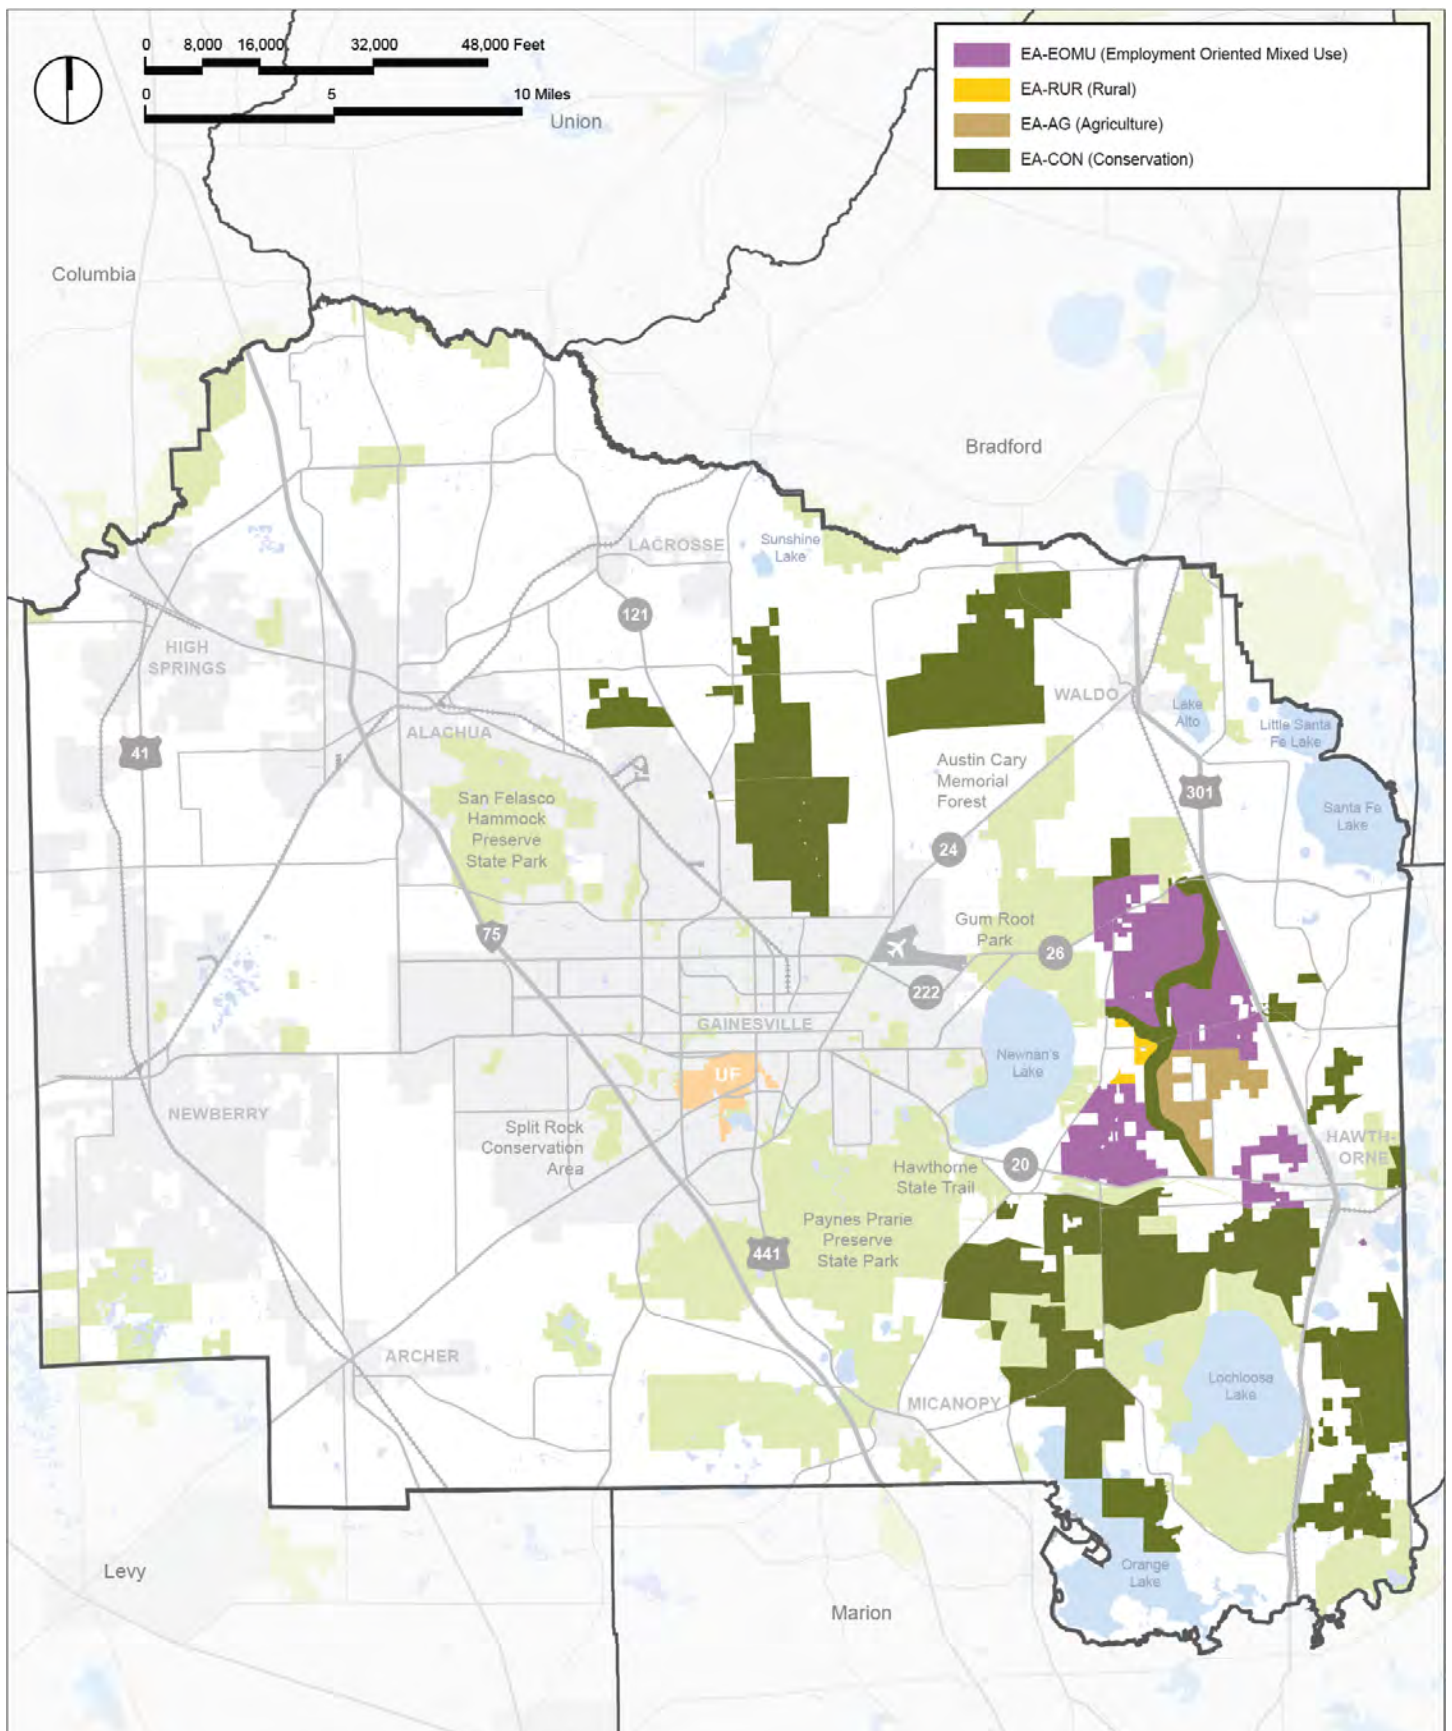 0 8,000 16,000 32,000 48,000 Feet
0 5 10 Miles
EA-EOMU (Employment Oriented Mixed Use)
EA-RUR (Rural)
EA-AG (Agriculture)
EA-CON (Conservation)
Union
Columbia
Bradford
LACROSSE
Sunshine
Lake
121
HIGH
SPRINGS
WALDO
Lake
Alto
Little Santa
Fe Lake
ALACHUA
41
Austin Cary
Memorial
Forest
301
Santa Fe
Lake
San Felasco
Hammock
Preserve
State Park
24
75
Gum Root
Park
26
222
GAINESVILLE
Newnan's
Lake
UF
NEWBERRY
Split Rock
Conservation
Area
HAWTH-
ORNE
Hawthorne
State Trail
20
Paynes Prarie
Preserve
State Park
441
ARCHER
Lochloosa
Lake
MICANOPY
Levy
Orange
Lake
Marion